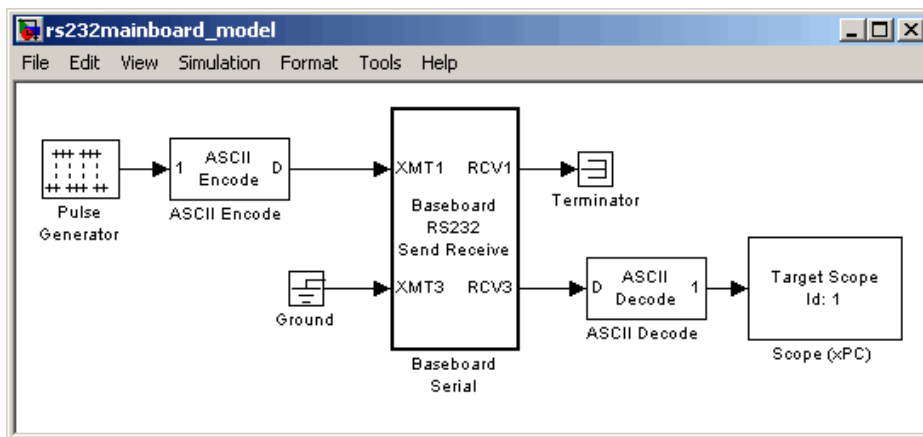 rs232mainboard_model
File Edit View Simulation Format Tools Help
Pulse
Generator
1 ASCII Encode D
ASCII Encode
Ground
XMT1 RCV1
Baseboard
RS232
Send Receive
XMT3 RCV3
Baseboard
Serial
Terminator
D ASCII Decode 1
ASCII Decode
Target Scope
Id: 1
Scope (xPC)